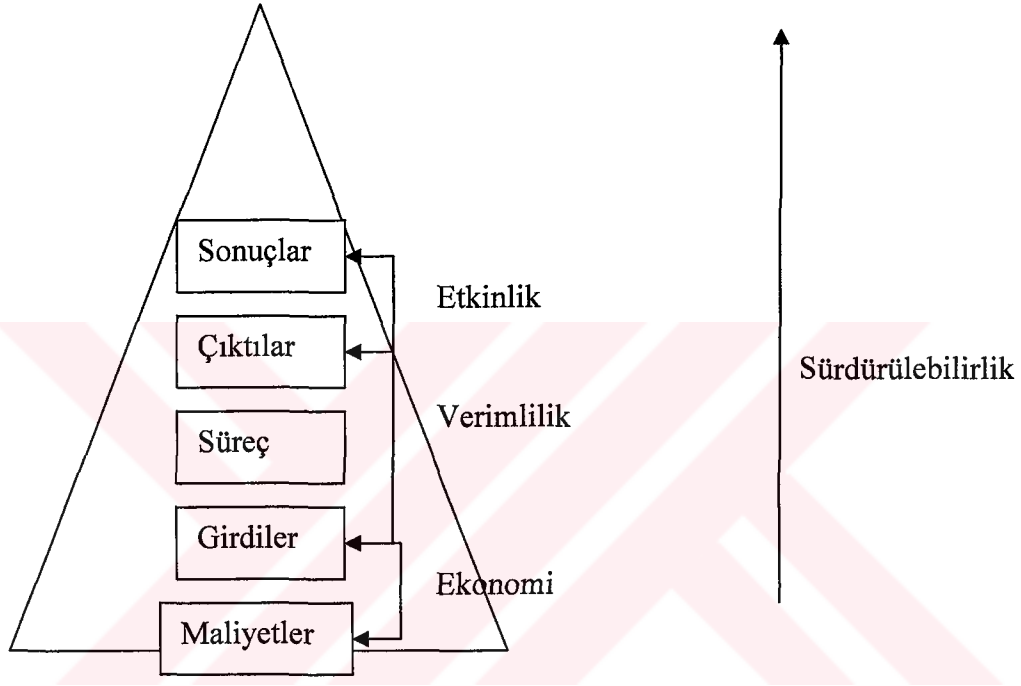 Sonuçlar
Etkinlik
Çıktılar
Sürdürülebilirlik
Verimlilik
Süreç
Girdiler
Ekonomi
Maliyetler